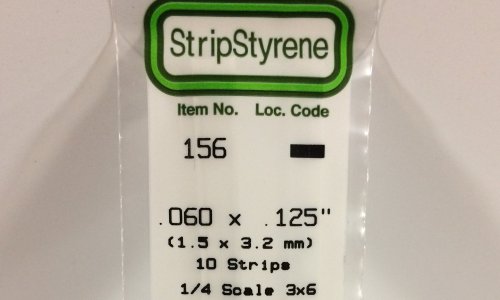 StripStyrene
Item No. Loc. Code
156
.060 x .125"
(1.5 x 3.2 mm)
10 Strips
1/4 Scale 3x6